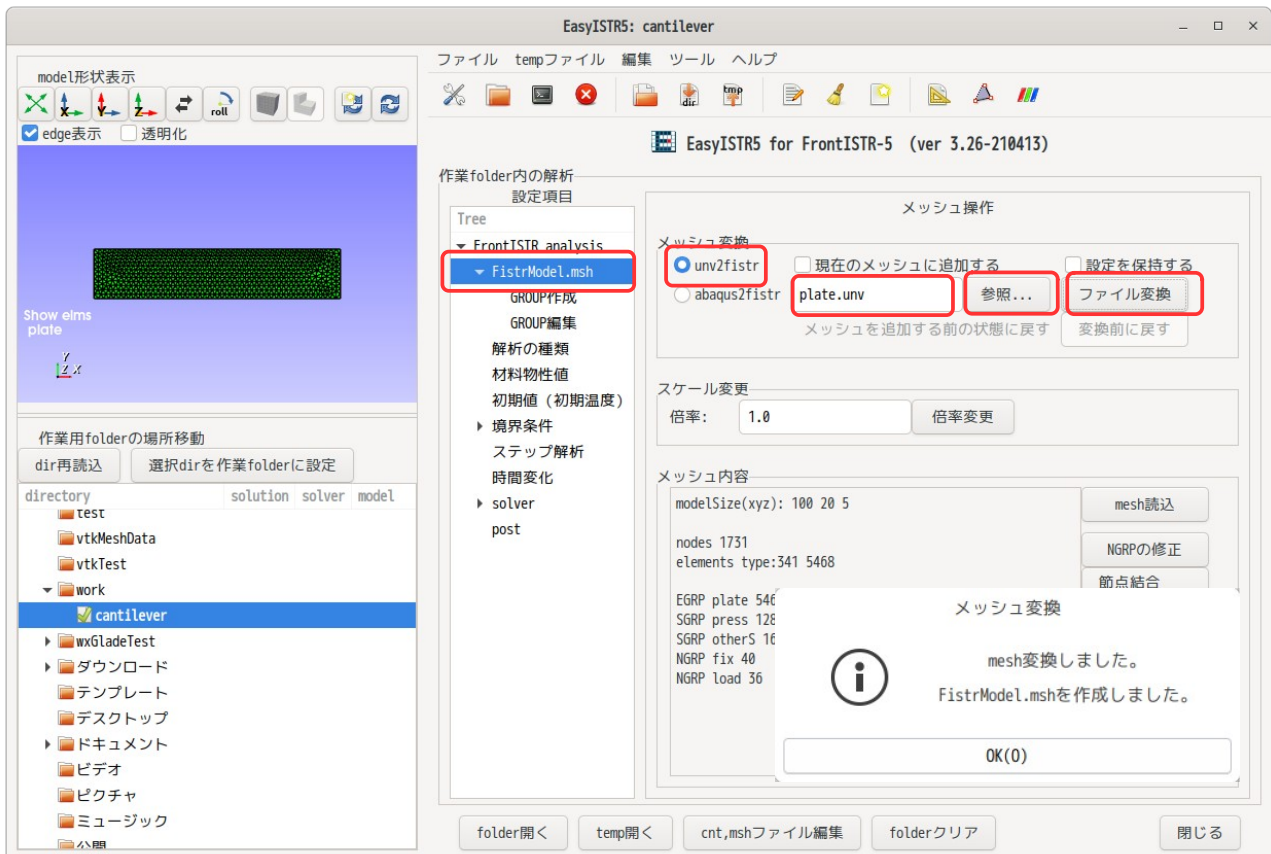 EasyISTR5: cantilever
model形状表示
X
Y
Z
roll
edge表示
透明化
Show elms
plate
Y
Z X
作業用folderの場所移動
dir再読込
選択dirを作業folderに設定
directory solution solver model
test
vtkMeshData
vtkTest
work
cantilever
wxGladeTest
ダウンロード
テンプレート
デスクトップ
ドキュメント
ビデオ
ピクチャ
ミュージック
公開
ファイル tempファイル 編集 ツール ヘルプ
dir
tmp
EasyISTR5 for FrontISTR-5 (ver 3.26-210413)
作業folder内の解析
設定項目
Tree
FrontISTR analysis
FistrModel.msh
GROUP作成
GROUP編集
解析の種類
材料物性値
初期値（初期温度）
境界条件
ステップ解析
時間変化
solver
post
メッシュ操作
メッシュ変換
unv2fistr
現在のメッシュに追加する
設定を保持する
abaqus2fistr
plate.unv
参照...
ファイル変換
メッシュを追加する前の状態に戻す
変換前に戻す
スケール変更
倍率:
1.0
倍率変更
メッシュ内容
modelSize(xyz): 100 20 5
nodes 1731
elements type:341 5468
EGRP plate 546
SGRP press 128
SGRP otherS 16
NGRP fix 40
NGRP load 36
mesh読込
NGRPの修正
節点結合
メッシュ変換
mesh変換しました。
FistrModel.mshを作成しました。
OK(O)
folder開く
temp開く
cnt,mshファイル編集
folderクリア
閉じる